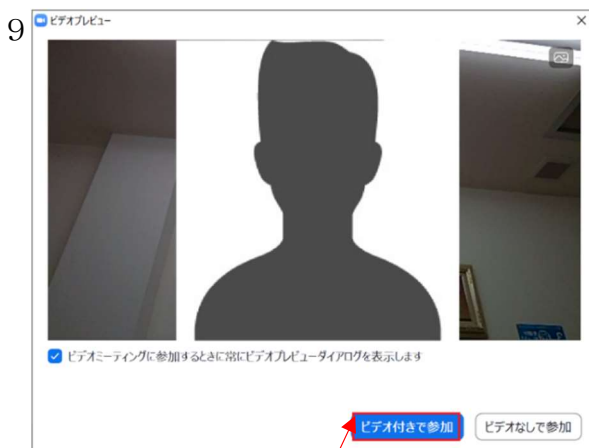 9
ビデオプレビュー
ビデオミーティングに参加するときに常にビデオプレビューダイアログを表示します
ビデオ付きで参加
ビデオなしで参加